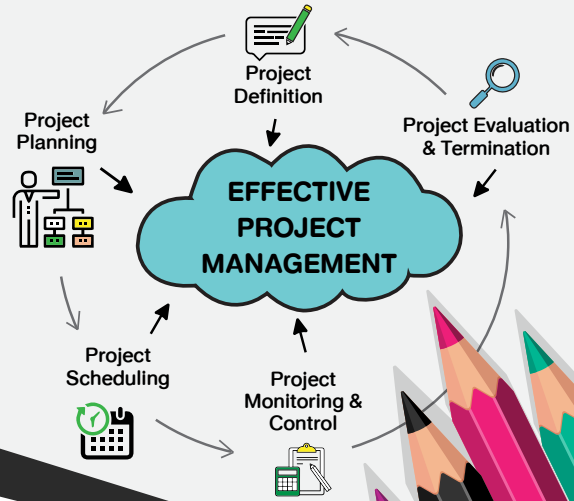 Project
Definition
Project Evaluation
& Termination
Project
Planning
EFFECTIVE
PROJECT
MANAGEMENT
Project
Scheduling
Project
Monitoring &
Control